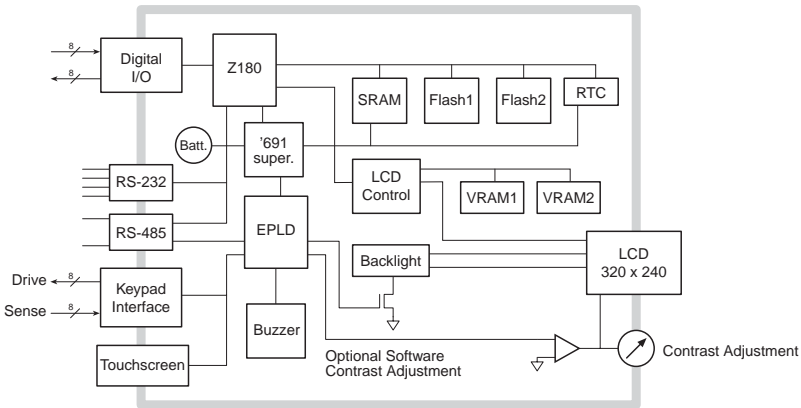 8
8
Digital
I/O
Z180
SRAM
Flash1
Flash2
RTC
Batt.
'691
super.
RS-232
LCD
Control
VRAM1
VRAM2
RS-485
EPLD
Backlight
LCD
320 x 240
Drive
8
Sense
8
Keypad
Interface
Buzzer
Touchscreen
Optional Software
Contrast Adjustment
Contrast Adjustment